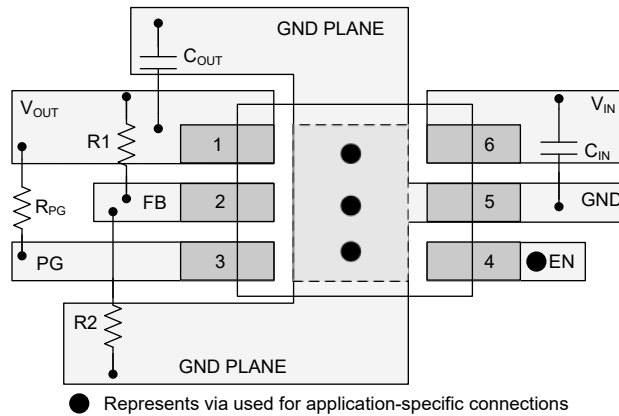 GND PLANE
COUT
VOUT
VIN
R1
1
6
CIN
RPG
FB
2
5
GND
PG
3
4
EN
R2
GND PLANE
Represents via used for application-specific connections